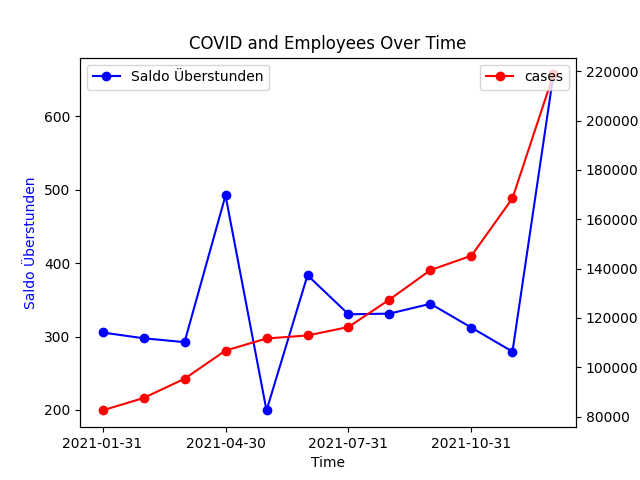 COVID and Employees Over Time
Saldo Überstunden
cases
Saldo Überstunden
600
500
400
300
200
220000
200000
180000
160000
140000
120000
100000
80000
2021-01-31 2021-04-30 2021-07-31 2021-10-31
Time